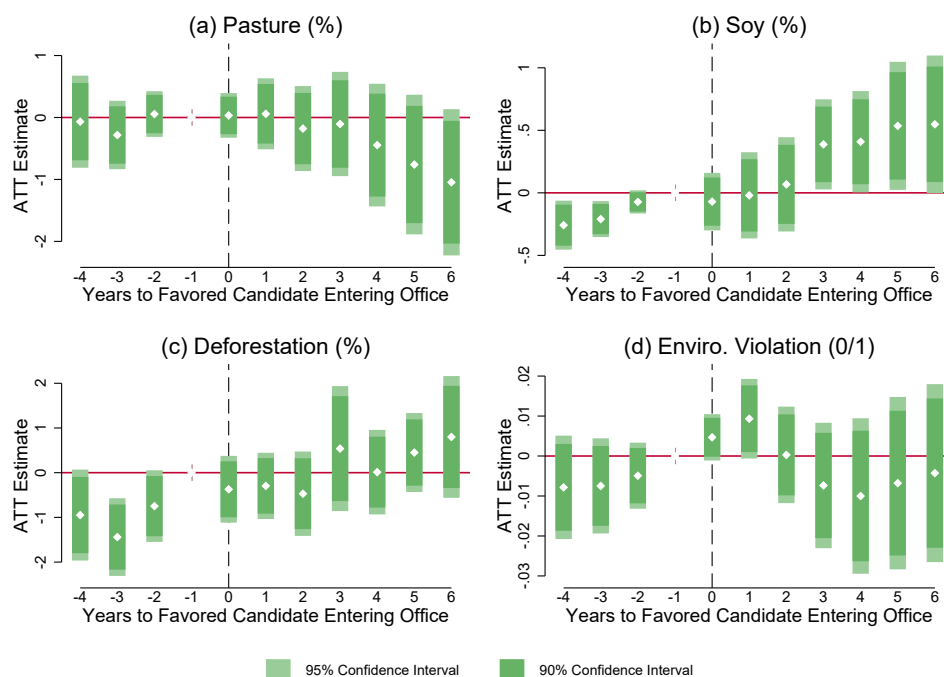 (a) Pasture (%)
ATT Estimate
1
0
-1
-2
-4 -3 -2 -1 0 1 2 3 4 5 6
Years to Favored Candidate Entering Office
(b) Soy (%)
ATT Estimate
1
.5
0
-.5
-4 -3 -2 -1 0 1 2 3 4 5 6
Years to Favored Candidate Entering Office
(c) Deforestation (%)
ATT Estimate
2
1
0
-1
-2
-4 -3 -2 -1 0 1 2 3 4 5 6
Years to Favored Candidate Entering Office
(d) Enviro. Violation (0/1)
ATT Estimate
.02
.01
0
-.01
-.02
-.03
-4 -3 -2 -1 0 1 2 3 4 5 6
Years to Favored Candidate Entering Office
95% Confidence Interval
90% Confidence Interval